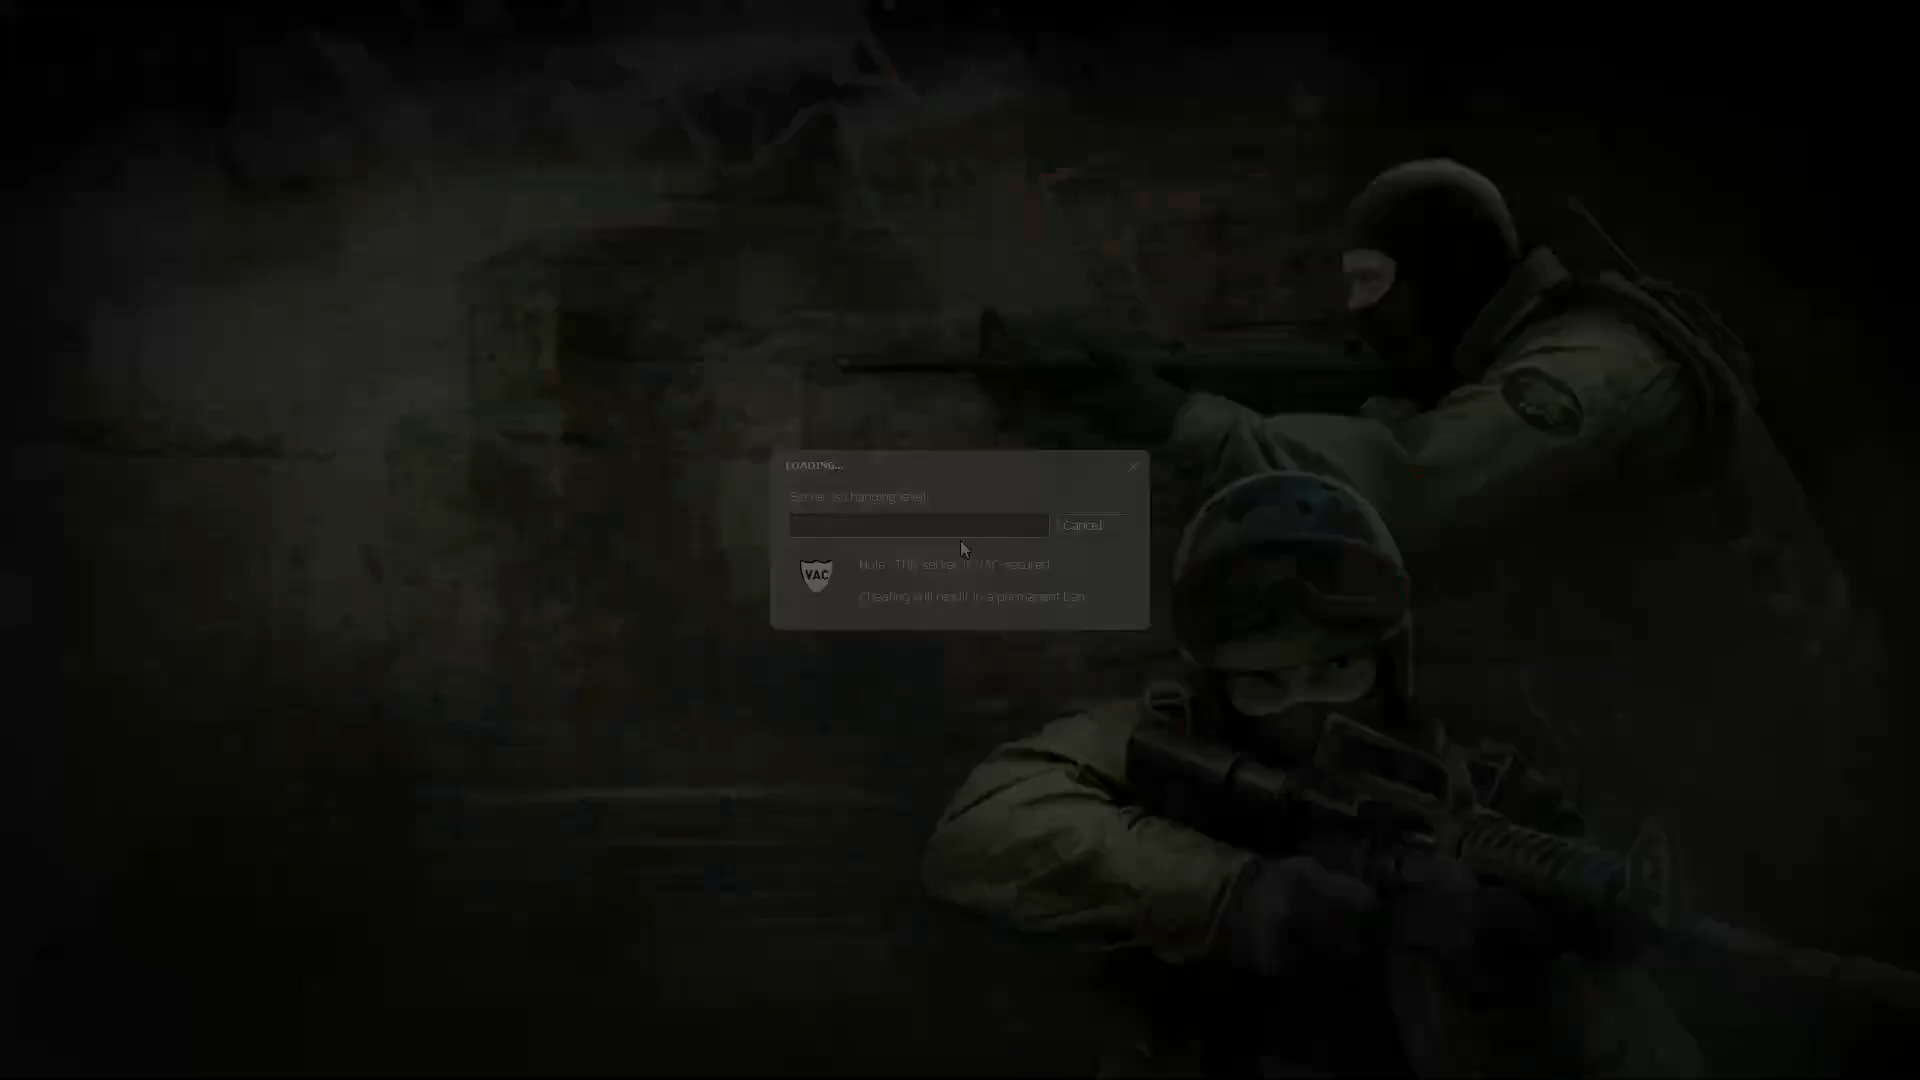 LOADING...
Server is changing level
Cancel
Note: This server is VAC-secured
VAC
Cheating will result in a permanent ban